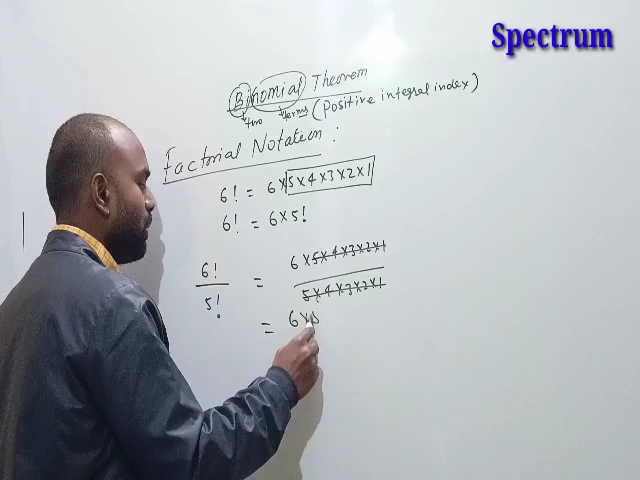 Spectrum
Binomial Theorem
two terms (Positive integral index)
Factorial Notation :
6! = 6×5×4×3×2×1
6! = 6×5!
6!/5! = 6×5×4×3×2×1/5×4×3×2×1
= 6×5